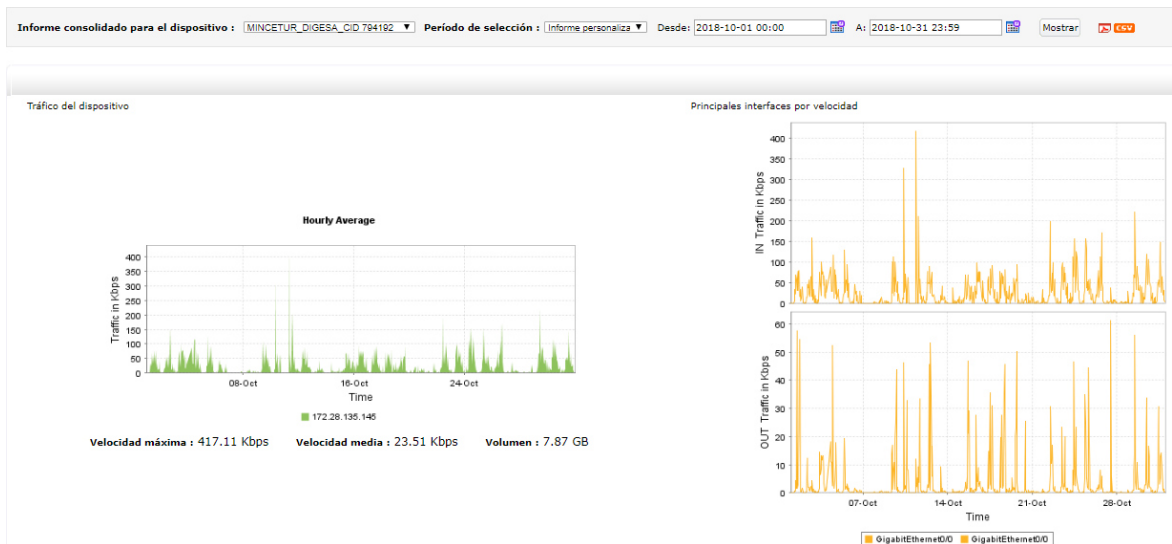 Informe consolidado para el dispositivo : MINCETUR_DIGESA_CID 794192 Período de selección : Informe personaliza Desde: 2018-10-01 00:00 A: 2018-10-31 23:59 Mostrar CSV
Tráfico del dispositivo
Hourly Average
Traffic in Kbps
400
350
300
250
200
150
100
50
0
08-Oct 16-Oct 24-Oct
Time
172.28.135.145
Velocidad máxima : 417.11 Kbps Velocidad media : 23.51 Kbps Volumen : 7.87 GB
Principales interfaces por velocidad
IN Traffic in Kbps
400
350
300
250
200
150
100
50
0
OUT Traffic in Kbps
60
50
40
30
20
10
0
07-Oct 14-Oct 21-Oct 28-Oct
Time
GigabitEthernet0/0 GigabitEthernet0/0